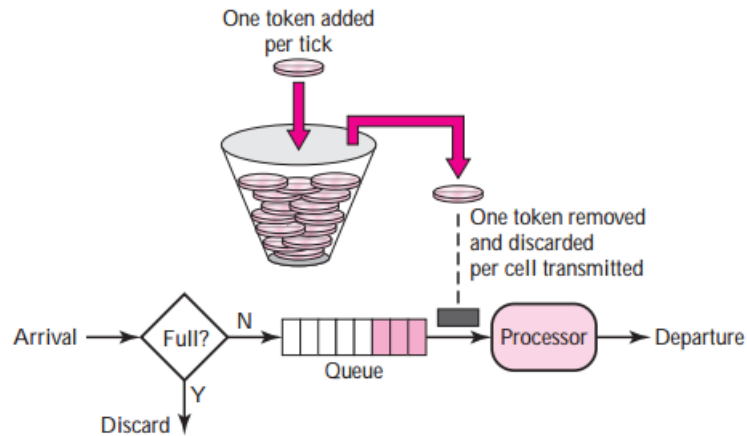 One token added
per tick
One token removed
and discarded
per cell transmitted
Arrival
Full?
N
Y
Discard
Queue
Processor
Departure